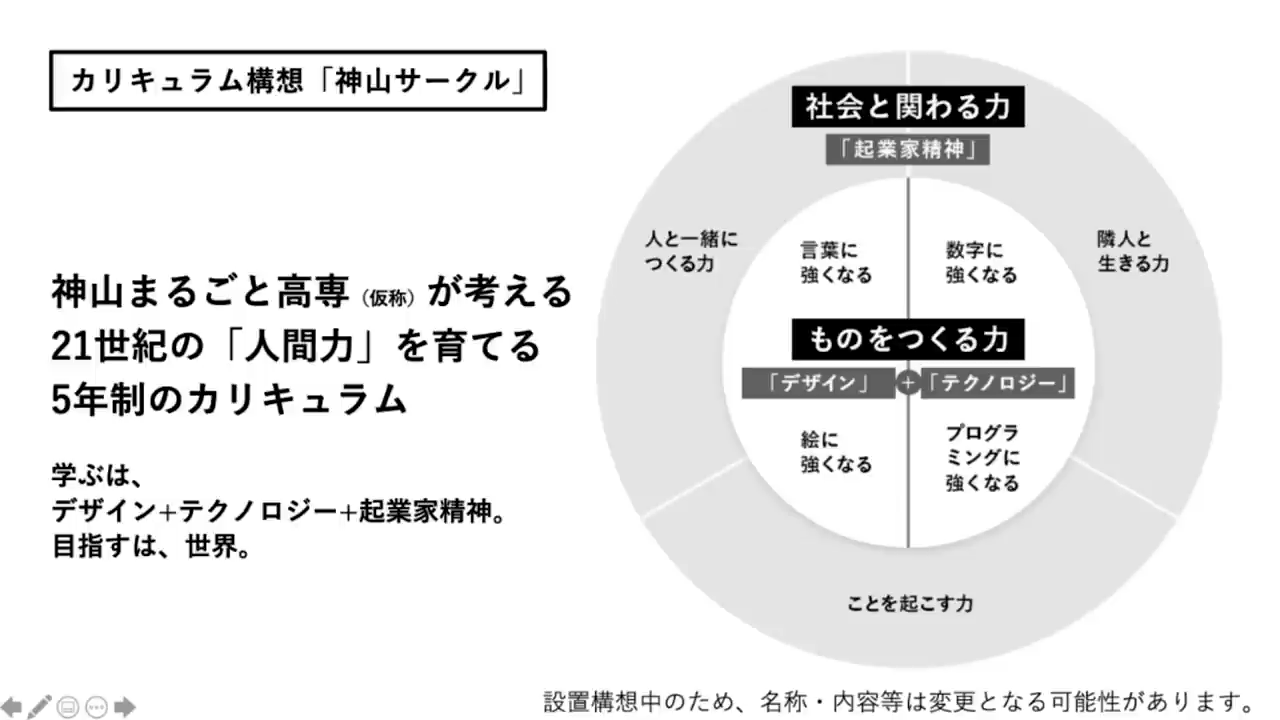 カリキュラム構想「神山サークル」
神山まるごと高専(仮称)が考える
21世紀の「人間力」を育てる
5年制のカリキュラム
学ぶは、
デザイン+テクノロジー+起業家精神。
目指すは、世界。
社会と関わる力
「起業家精神」
人と一緒に
つくる力
言葉に
強くなる
数字に
強くなる
隣人と
生きる力
ものをつくる力
「デザイン」+「テクノロジー」
絵に
強くなる
プログラ
ミングに
強くなる
ことを起こす力
設置構想中のため、名称・内容等は変更となる可能性があります。